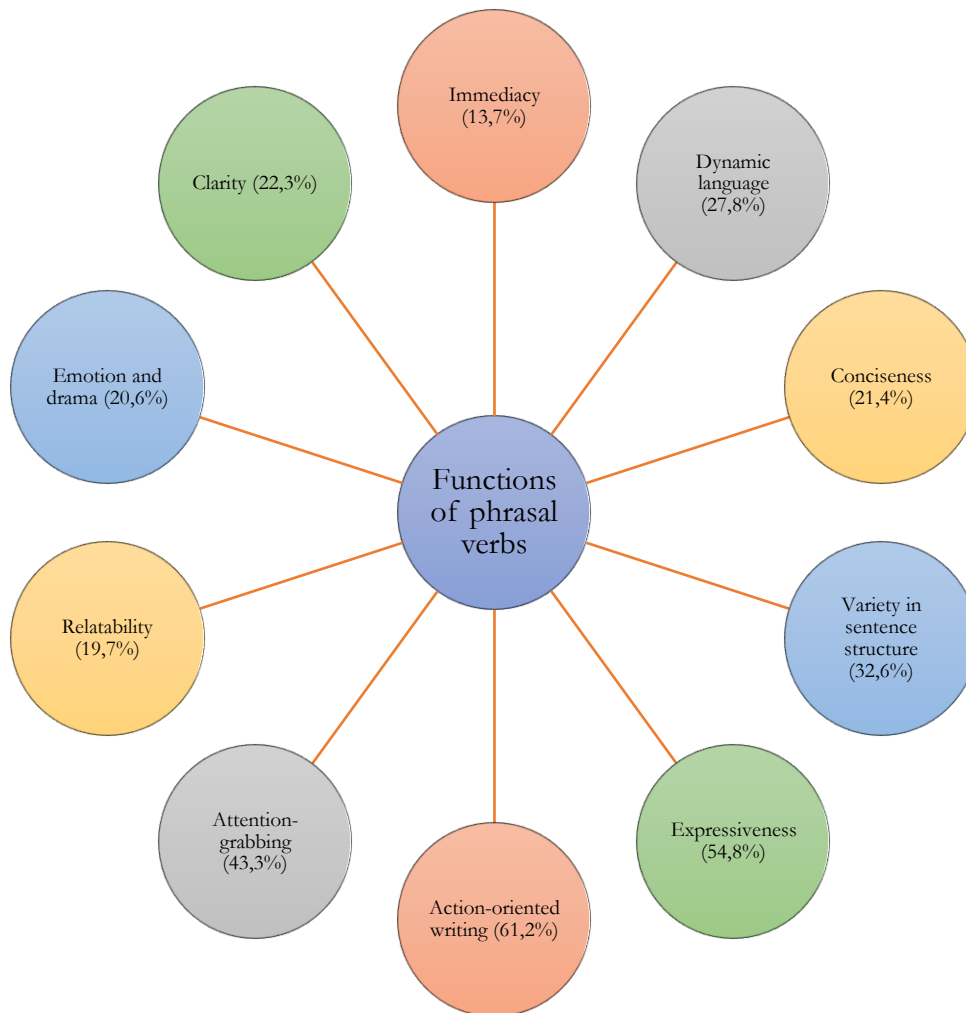 Immediacy
(13,7%)
Dynamic
language
(27,8%)
Conciseness
(21,4%)
Variety in
sentence
structure
(32,6%)
Expressiveness
(54,8%)
Action-oriented
writing (61,2%)
Attention-
grabbing
(43,3%)
Relatability
(19,7%)
Emotion and
drama (20,6%)
Clarity (22,3%)
Functions
of phrasal
verbs